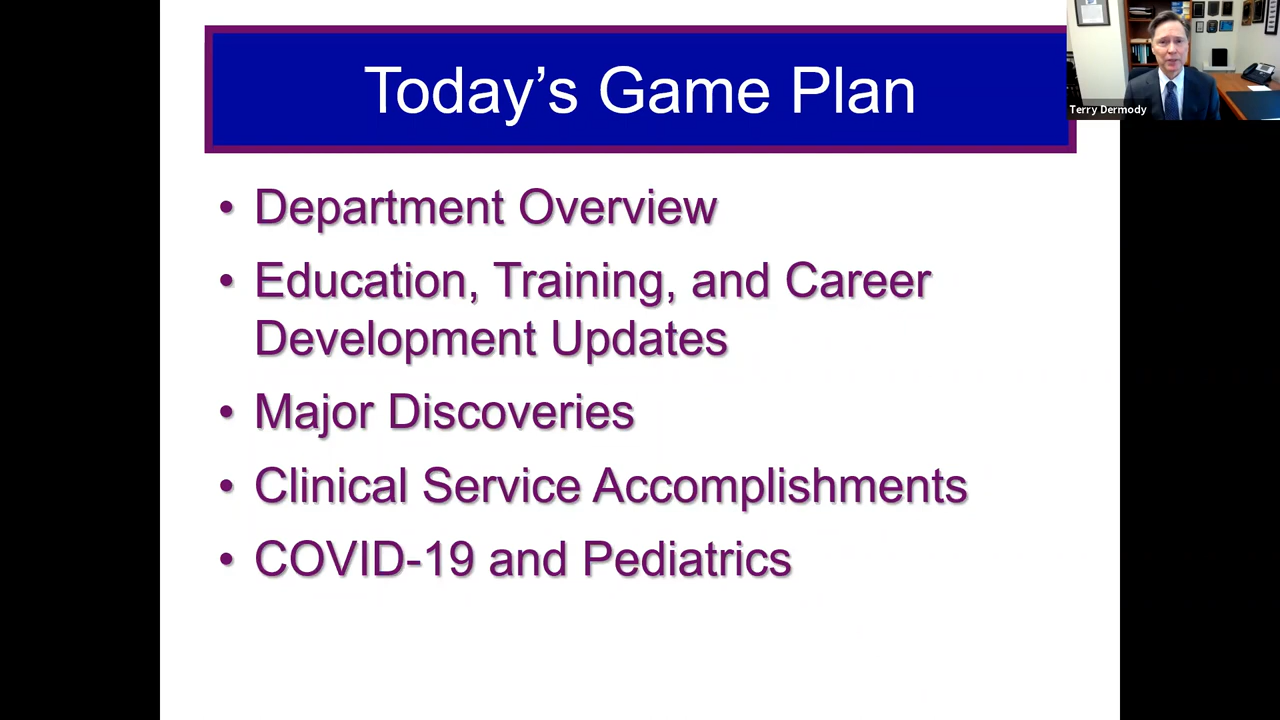 Today’s Game Plan
Terry Dermody
• Department Overview
• Education, Training, and Career
Development Updates
• Major Discoveries
• Clinical Service Accomplishments
• COVID-19 and Pediatrics